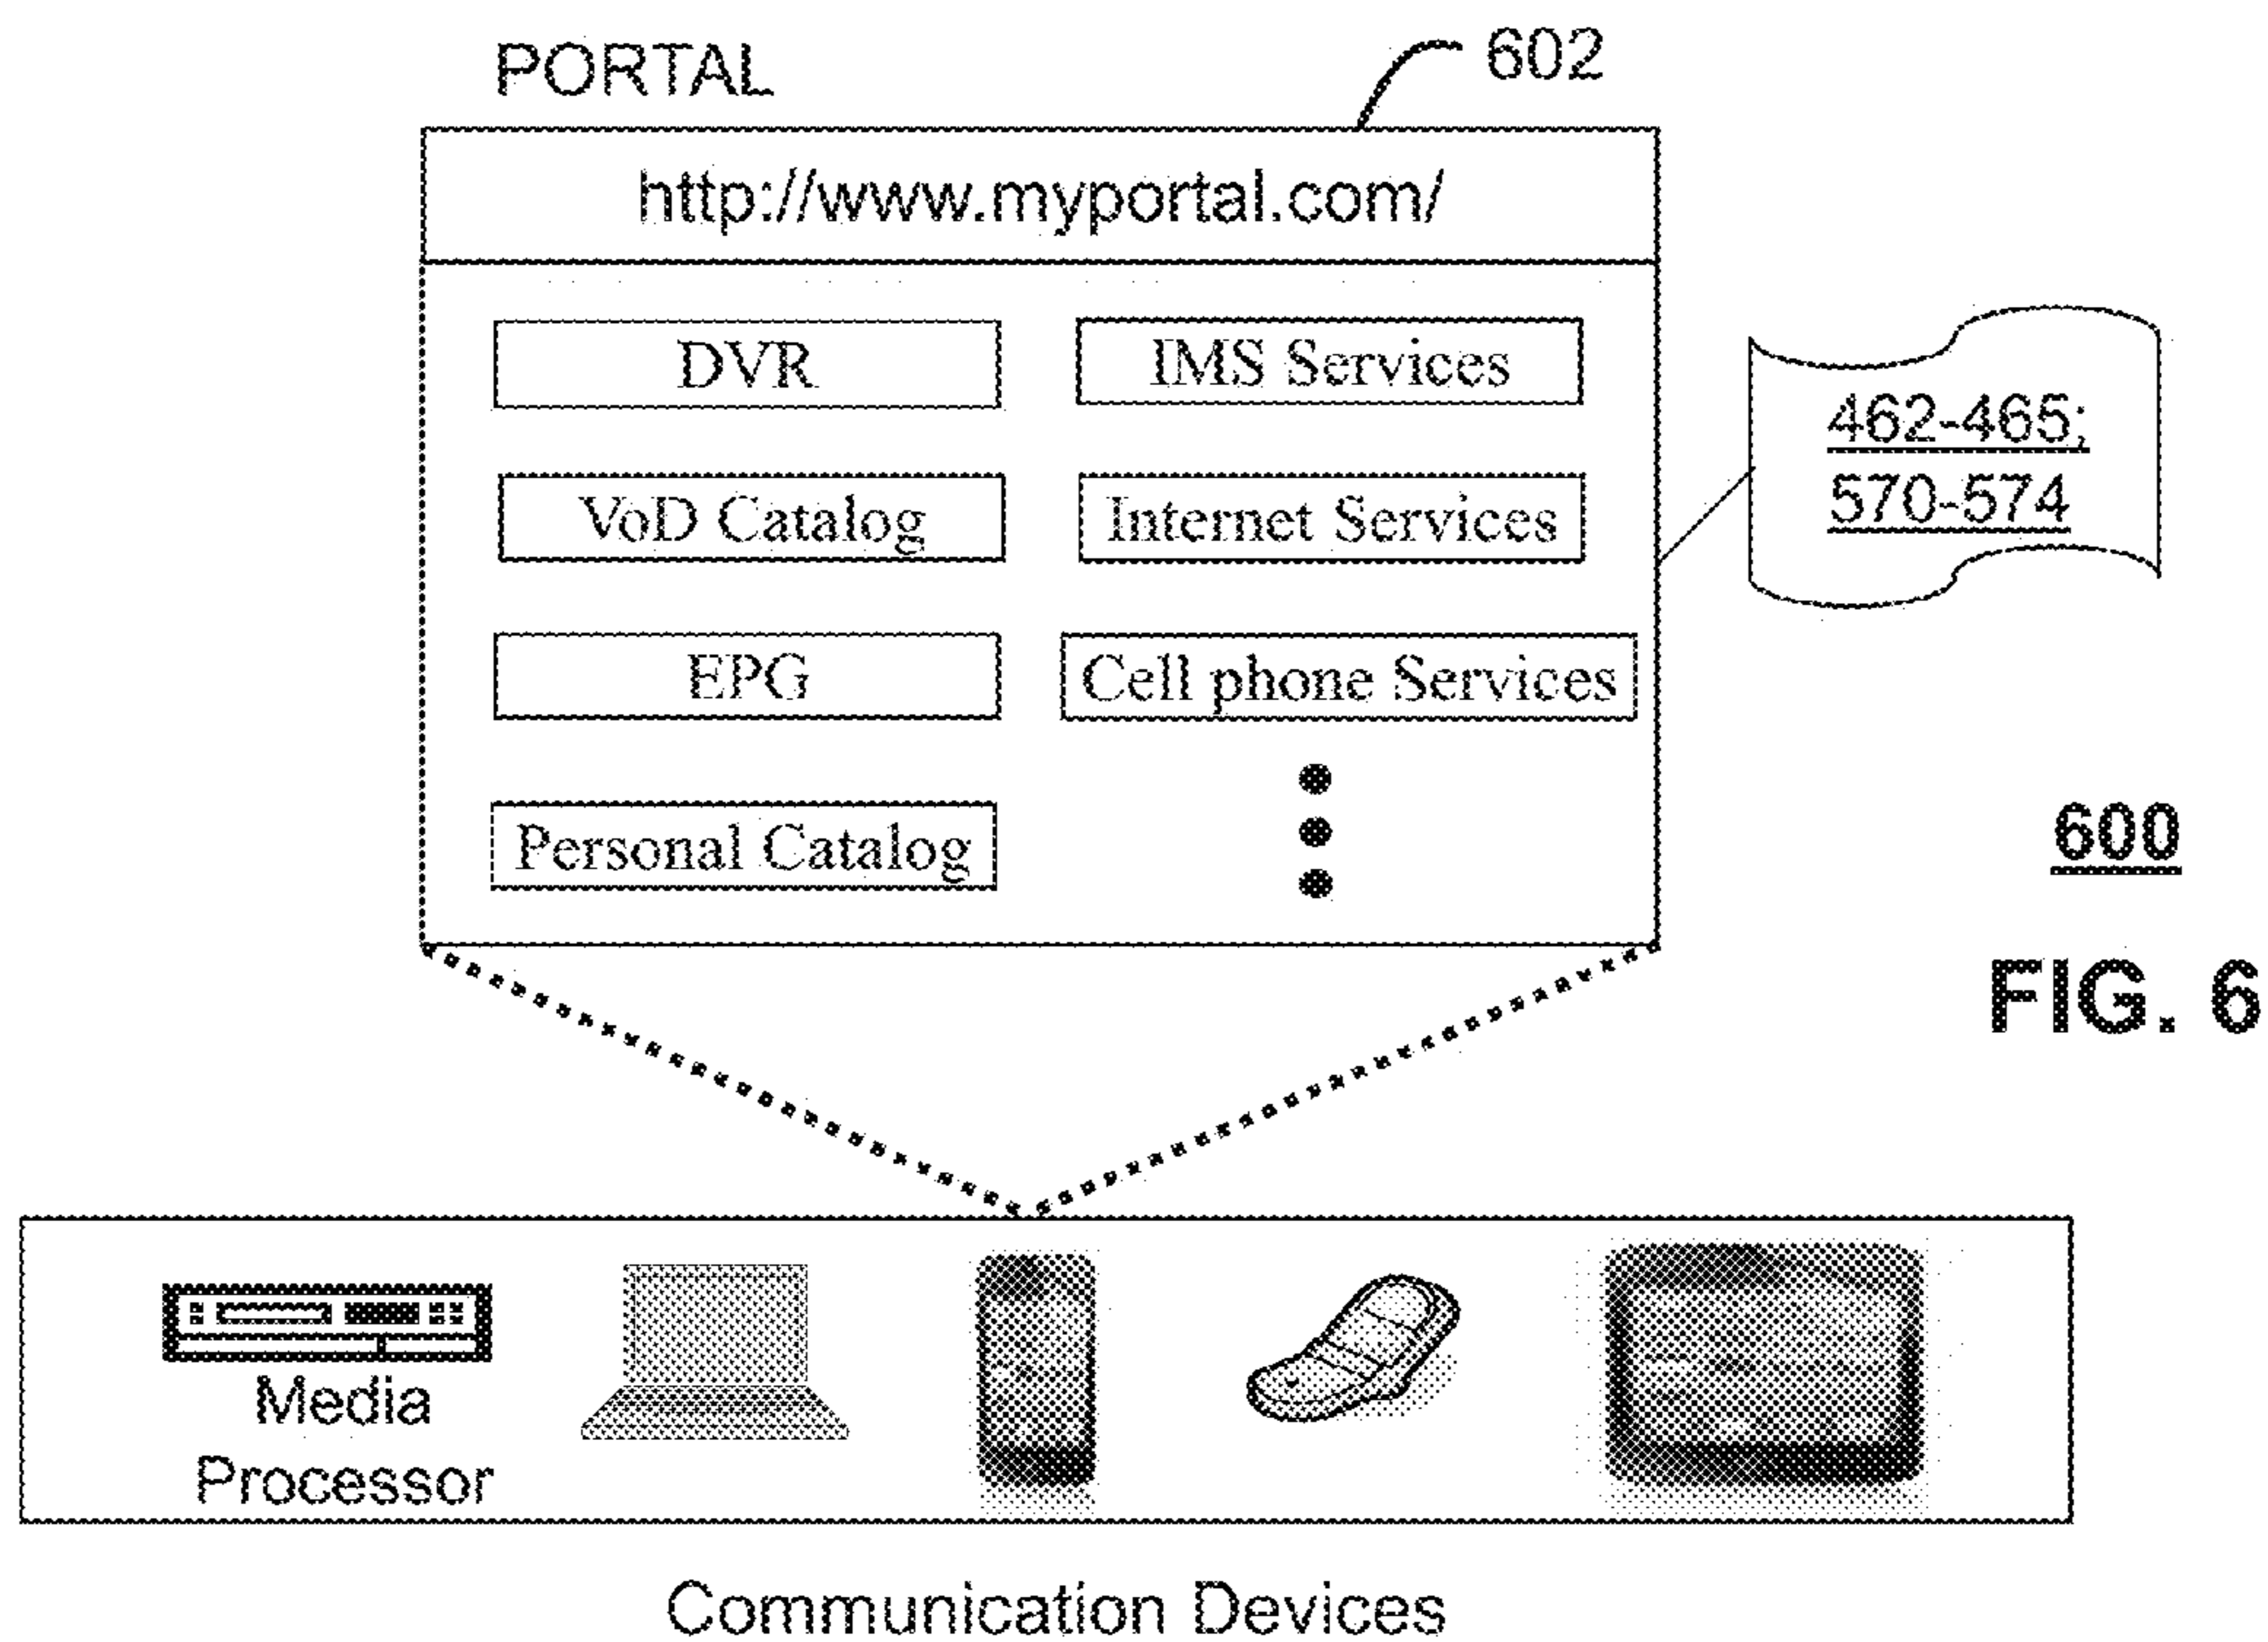 PORTAL
602
http://www.myportal.com/
DVR
IMS Services
VoD Catalog
Internet Services
EPG
Cell phone Services
Personal Catalog
462-465;
570-574
600
FIG. 6
Media
Processor
Communication Devices